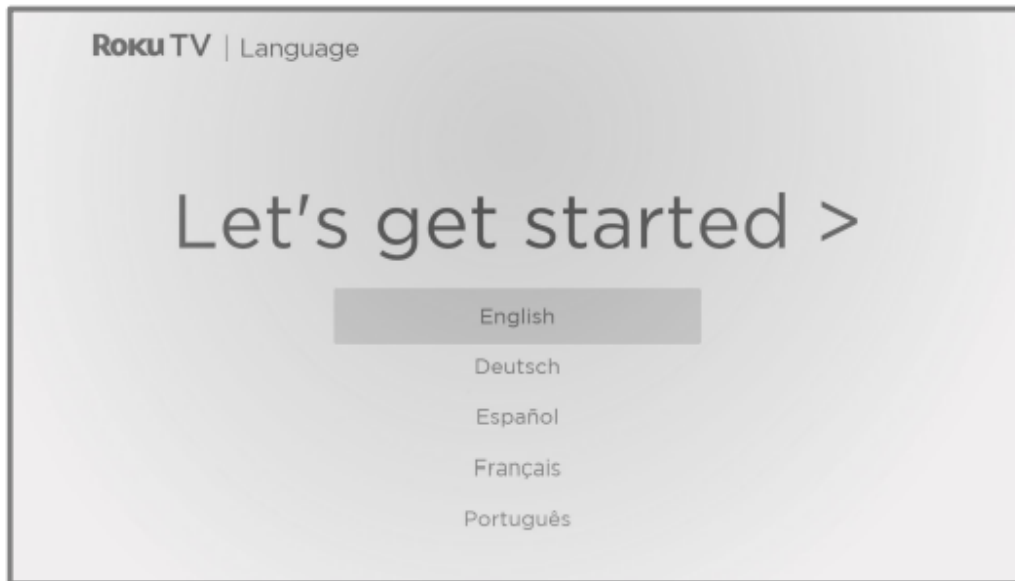 Roku TV | Language
Let's get started >
English
Deutsch
Español
Français
Português